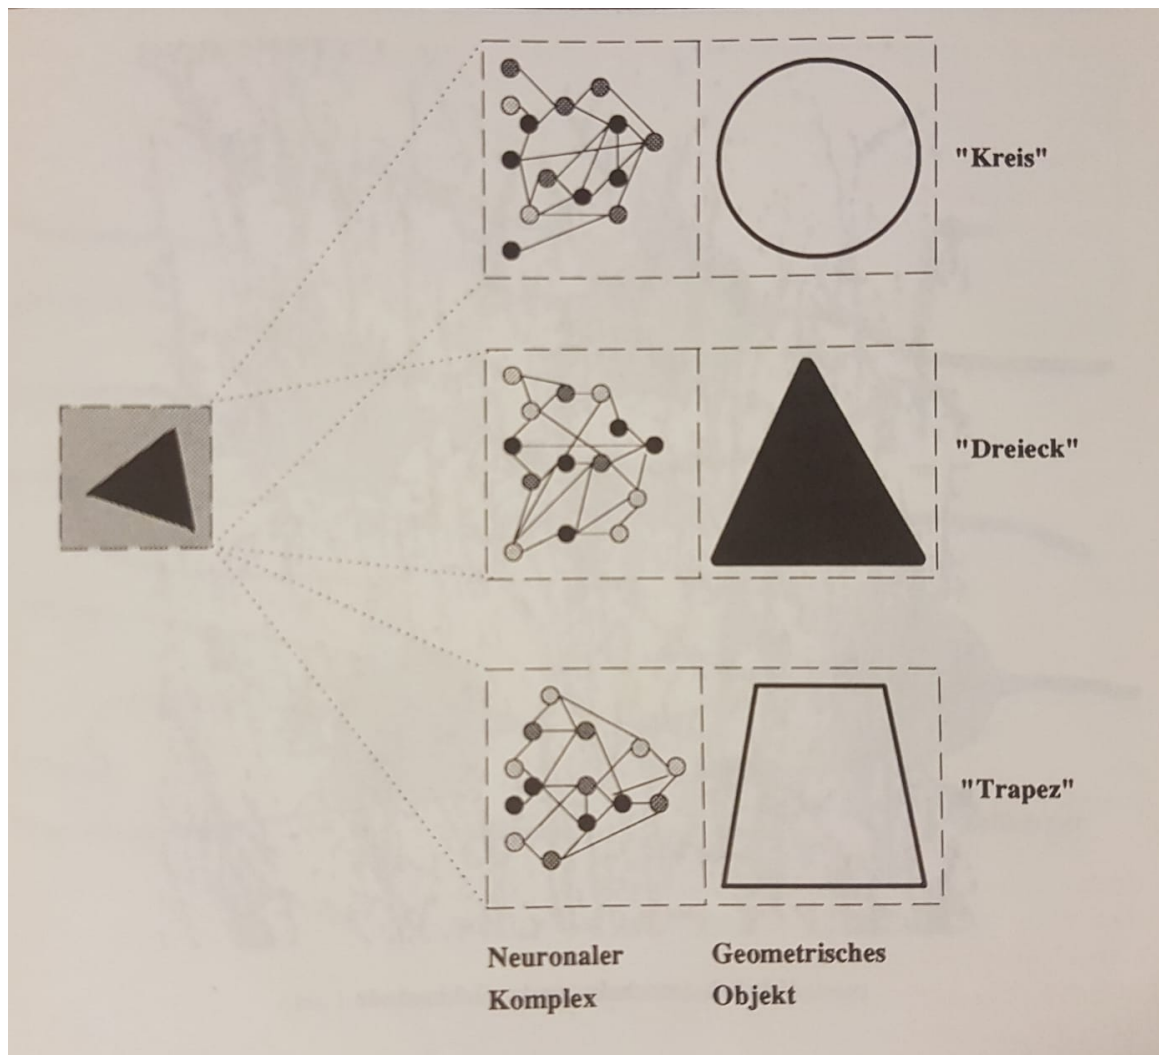 "Kreis"
"Dreieck"
"Trapez"
Neuronaler
Komplex
Geometrisches
Objekt